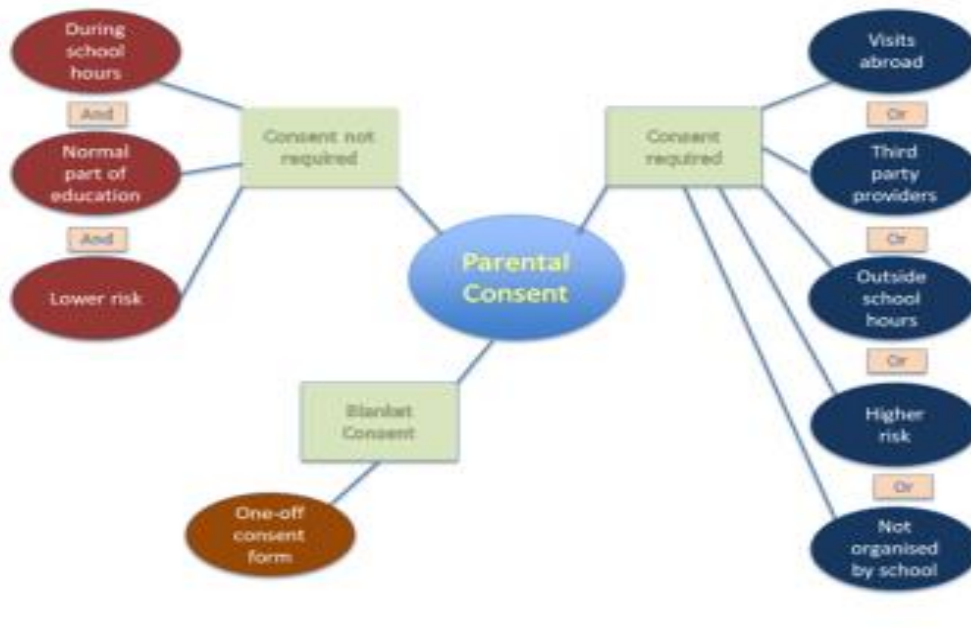 During
school
hours
And
Normal
part of
education
And
Lower risk
Consent not
required
Parental
Consent
Blanket
Consent
One-off
consent
form
Consent
required
Visits
abroad
Or
Third
party
providers
Or
Outside
school
hours
Or
Higher
risk
Or
Not
organised
by school